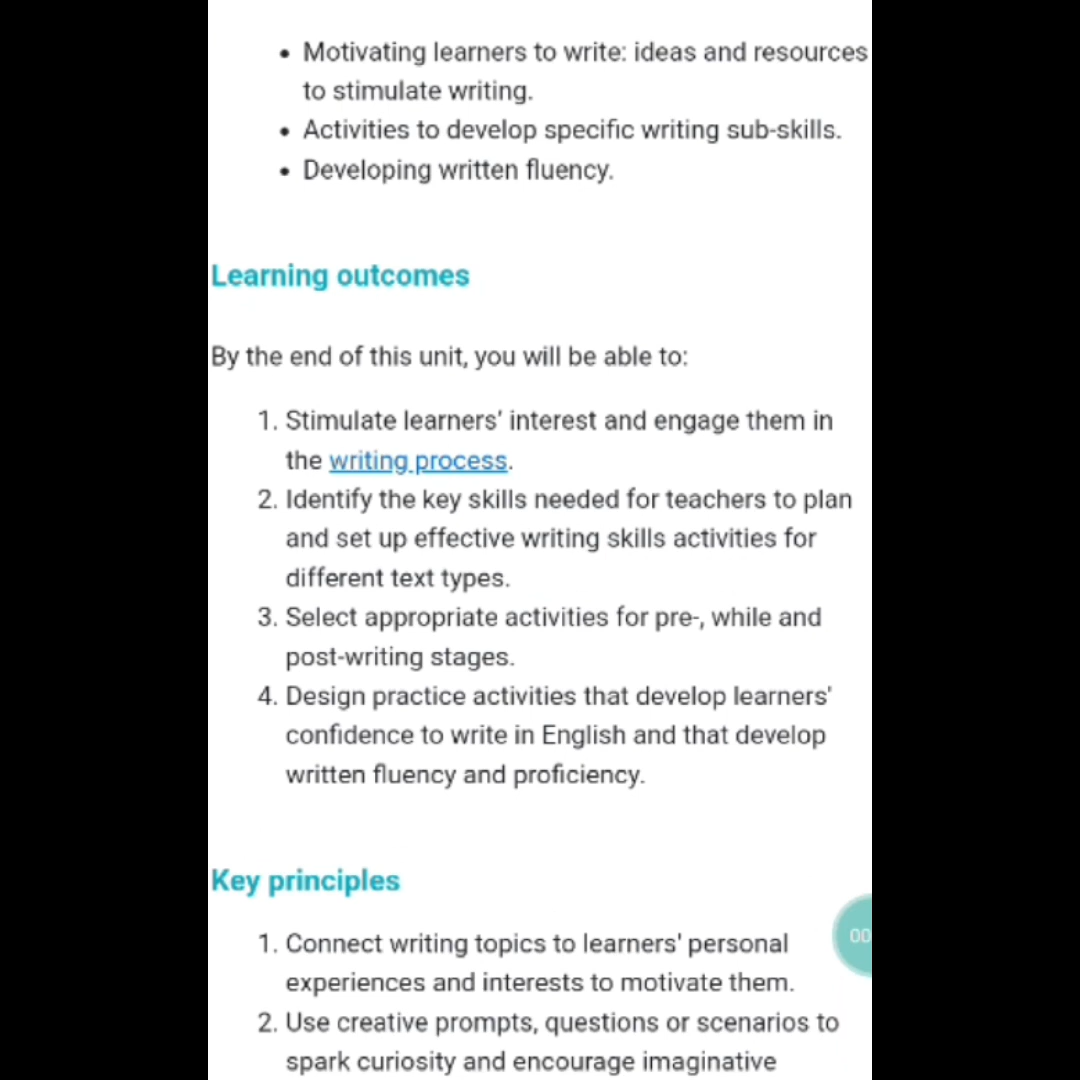 • Motivating learners to write: ideas and resources
to stimulate writing.
• Activities to develop specific writing sub-skills.
• Developing written fluency.
Learning outcomes
By the end of this unit, you will be able to:
1. Stimulate learners' interest and engage them in
the writing process.
2. Identify the key skills needed for teachers to plan
and set up effective writing skills activities for
different text types.
3. Select appropriate activities for pre-, while and
post-writing stages.
4. Design practice activities that develop learners'
confidence to write in English and that develop
written fluency and proficiency.
Key principles
1. Connect writing topics to learners' personal
experiences and interests to motivate them.
00
2. Use creative prompts, questions or scenarios to
spark curiosity and encourage imaginative